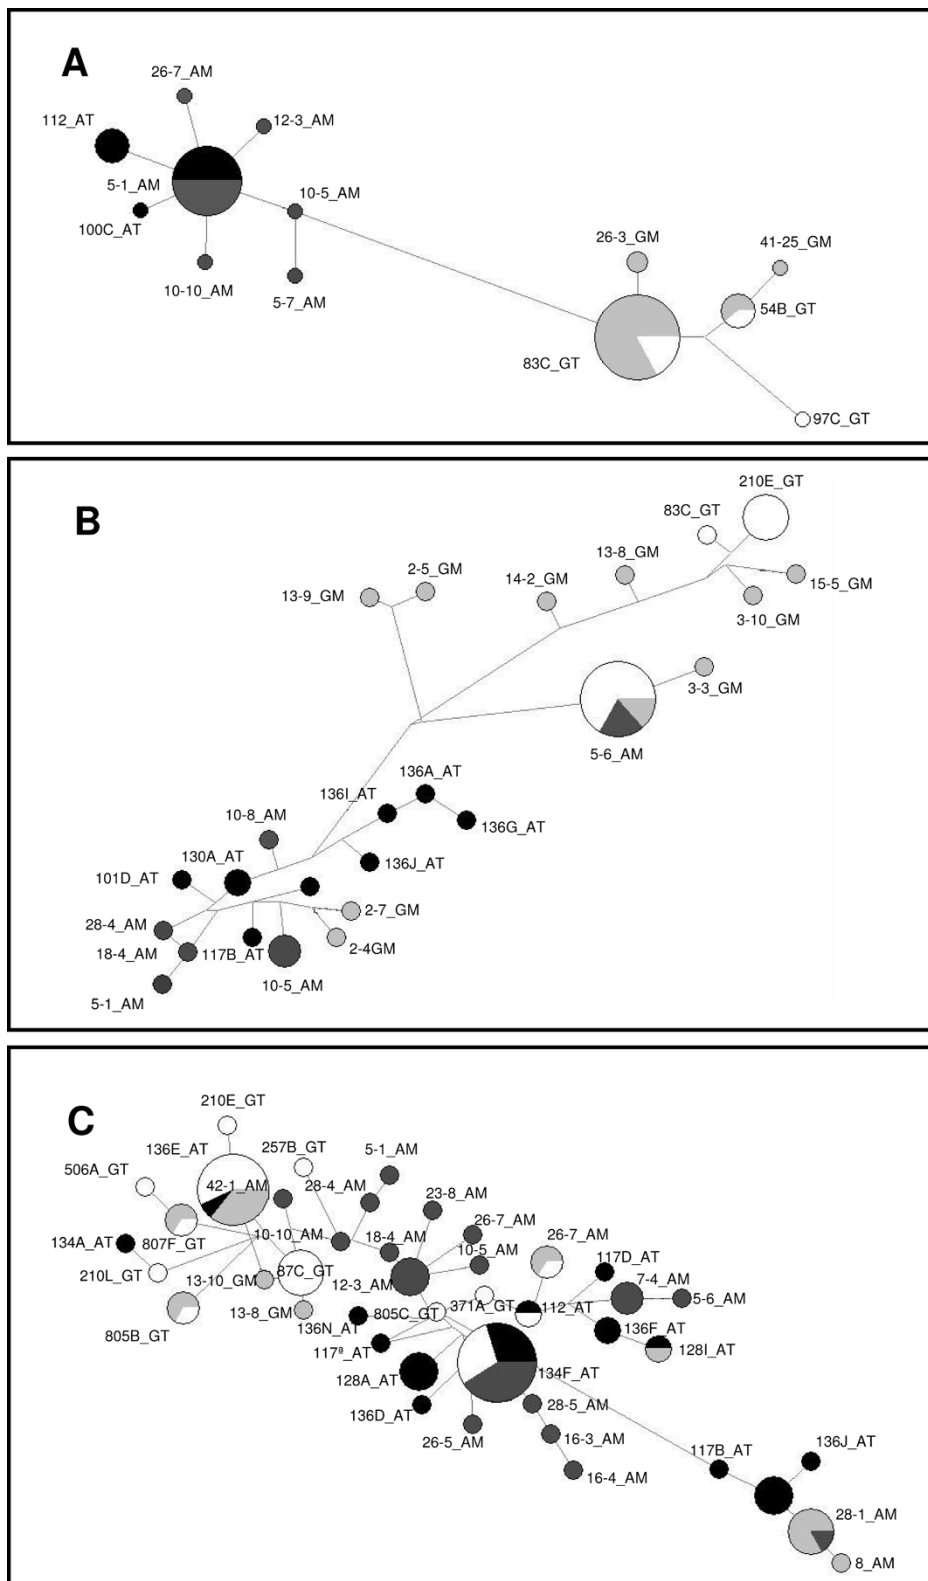 A
26-7_AM
112_AT
12-3_AM
5-1_AM
10-5_AM
100C_AT
10-10_AM
5-7_AM
26-3_GM
41-25_GM
54B_GT
83C_GT
97C_GT
B
210E_GT
83C_GT
13-8_GM
2-5_GM
14-2_GM
13-9_GM
15-5_GM
3-10_GM
3-3_GM
5-6_AM
136A_AT
136I_AT
10-8_AM
136G_AT
130A_AT
136J_AT
101D_AT
2-7_GM
28-4_AM
18-4_AM
117B_AT
2-4GM
10-5_AM
5-1_AM
C
210E_GT
136E_AT
257B_GT
5-1_AM
506A_GT
42-1_AM
28-4_AM
23-8_AM
26-7_AM
26-7_AM
807F_GT
10-10_AM
18-4_AM
10-5_AM
117D_AT
134A_AT
87C_GT
7-4_AM
210L_GT
13-10_GM
12-3_AM
5-6_AM
805B_GT
13-8_GM
805C_GT
371A_GT
112_AT
136N_AT
136F_AT
117ª_AT
128I_AT
128A_AT
134F_AT
136D_AT
28-5_AM
26-5_AM
16-3_AM
16-4_AM
117B_AT
136J_AT
28-1_AM
8_AM